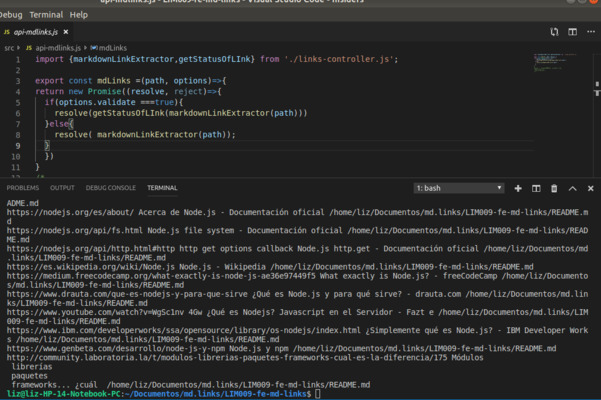 api-mdlinks.js - LIM009-fe-md-links - Visual Studio Code - Insiders
Debug Terminal Help
JS api-mdlinks.js ×
src › JS api-mdlinks.js › mdLinks
1 import {markdownLinkExtractor,getStatusOfLInk} from './links-controller.js';
2
3 export const mdLinks =(path, options)=>{
4 return new Promise((resolve, reject)=>{
5 if(options.validate ===true){
6 resolve(getStatusOfLInk(markdownLinkExtractor(path)))
7 }else{
8 resolve( markdownLinkExtractor(path));
9 }
10 })
11 }
12 /*
PROBLEMS OUTPUT DEBUG CONSOLE TERMINAL 1: bash
ADME.md
https://nodejs.org/es/about/ Acerca de Node.js - Documentación oficial /home/liz/Documentos/md.links/LIM009-fe-md-links/README.m
d
https://nodejs.org/api/fs.html Node.js file system - Documentación oficial /home/liz/Documentos/md.links/LIM009-fe-md-links/READ
ME.md
https://nodejs.org/api/http.html#http http get options callback Node.js http.get - Documentación oficial /home/liz/Documentos/md
.links/LIM009-fe-md-links/README.md
https://es.wikipedia.org/wiki/Node.js Node.js - Wikipedia /home/liz/Documentos/md.links/LIM009-fe-md-links/README.md
https://medium.freecodecamp.org/what-exactly-is-node-js-ae36e97449f5 What exactly is Node.js? - freeCodeCamp /home/liz/Documento
s/md.links/LIM009-fe-md-links/README.md
https://www.drauta.com/que-es-nodejs-y-para-que-sirve ¿Qué es Node.js y para qué sirve? - drauta.com /home/liz/Documentos/md.lin
ks/LIM009-fe-md-links/README.md
https://www.youtube.com/watch?v=WgSc1nv_4Gw ¿Qué es Nodejs? Javascript en el Servidor - Fazt e /home/liz/Documentos/md.links/LIM
009-fe-md-links/README.md
https://www.ibm.com/developerworks/ssa/opensource/library/os-nodejs/index.html ¿Simplemente qué es Node.js? - IBM Developer Work
s /home/liz/Documentos/md.links/LIM009-fe-md-links/README.md
https://www.genbeta.com/desarrollo/node-js-y-npm Node.js y npm /home/liz/Documentos/md.links/LIM009-fe-md-links/README.md
http://community.laboratoria.la/t/modulos-librerias-paquetes-frameworks-cual-es-la-diferencia/175 Módulos
librerias
paquetes
frameworks... ¿cuál /home/liz/Documentos/md.links/LIM009-fe-md-links/README.md
liz@liz-HP-14-Notebook-PC:~/Documentos/md.links/LIM009-fe-md-links$